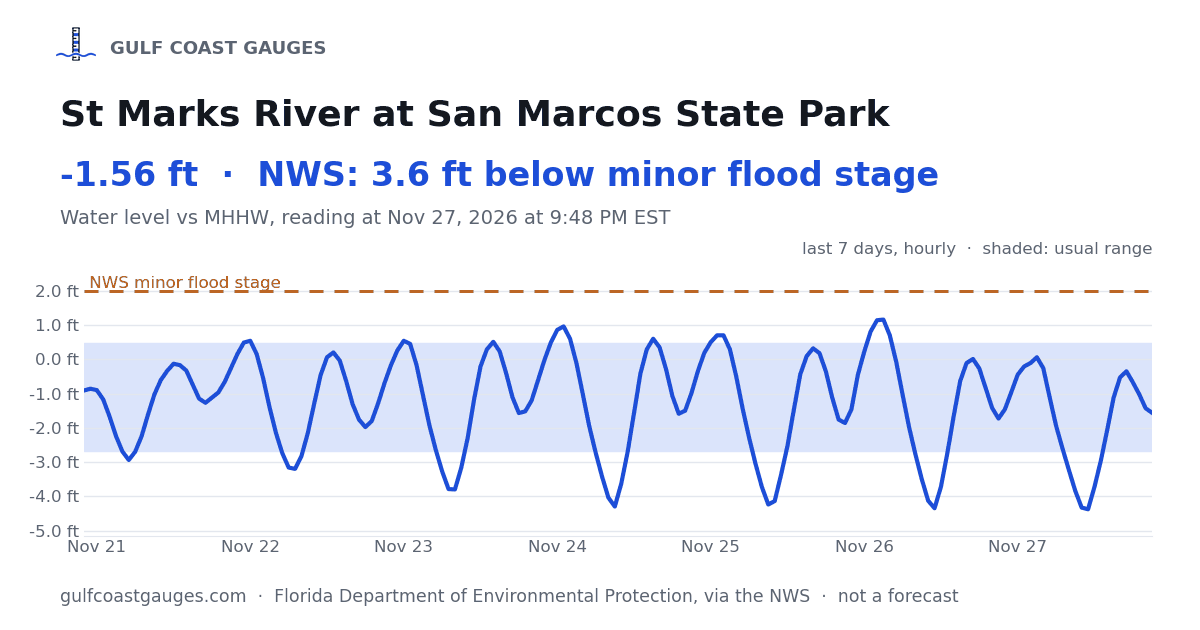 GULF COAST GAUGES
St Marks River at San Marcos State Park
-1.56 ft · NWS: 3.6 ft below minor flood stage
Water level vs MHHW, reading at Nov 27, 2026 at 9:48 PM EST
last 7 days, hourly · shaded: usual range
NWS minor flood stage
2.0 ft
1.0 ft
0.0 ft
-1.0 ft
-2.0 ft
-3.0 ft
-4.0 ft
-5.0 ft
Nov 21 Nov 22 Nov 23 Nov 24 Nov 25 Nov 26 Nov 27
gulfcoastgauges.com · Florida Department of Environmental Protection, via the NWS · not a forecast